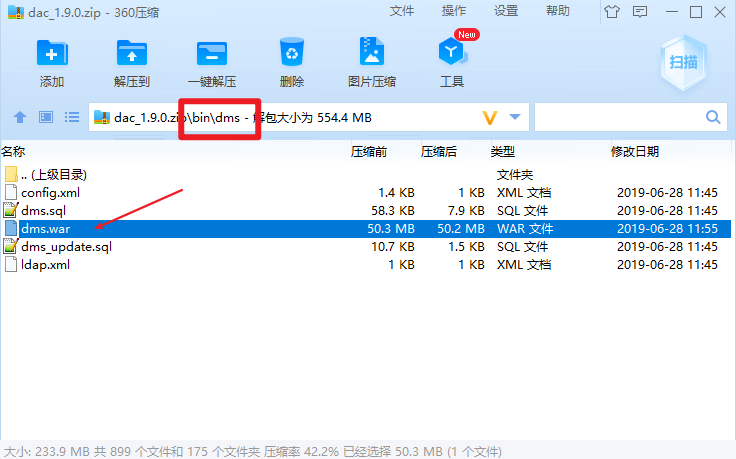 dac_1.9.0.zip - 360压缩 文件 操作 设置 帮助
New
添加 解压到 一键解压 删除 图片压缩 工具 扫描
dac_1.9.0.zip\bin\dms - 解包大小为 554.4 MB
名称 压缩前 压缩后 类型 修改日期
.. (上级目录) 文件夹
config.xml 1.4 KB 1 KB XML 文档 2019-06-28 11:45
dms.sql 58.3 KB 7.9 KB SQL 文件 2019-06-28 11:45
dms.war 50.3 MB 50.2 MB WAR 文件 2019-06-28 11:55
dms_update.sql 10.7 KB 1.5 KB SQL 文件 2019-06-28 11:45
ldap.xml 1 KB 1 KB XML 文档 2019-06-28 11:45
大小: 233.9 MB 共 899 个文件和 175 个文件夹 压缩率 42.2% 已经选择 50.3 MB (1 个文件)